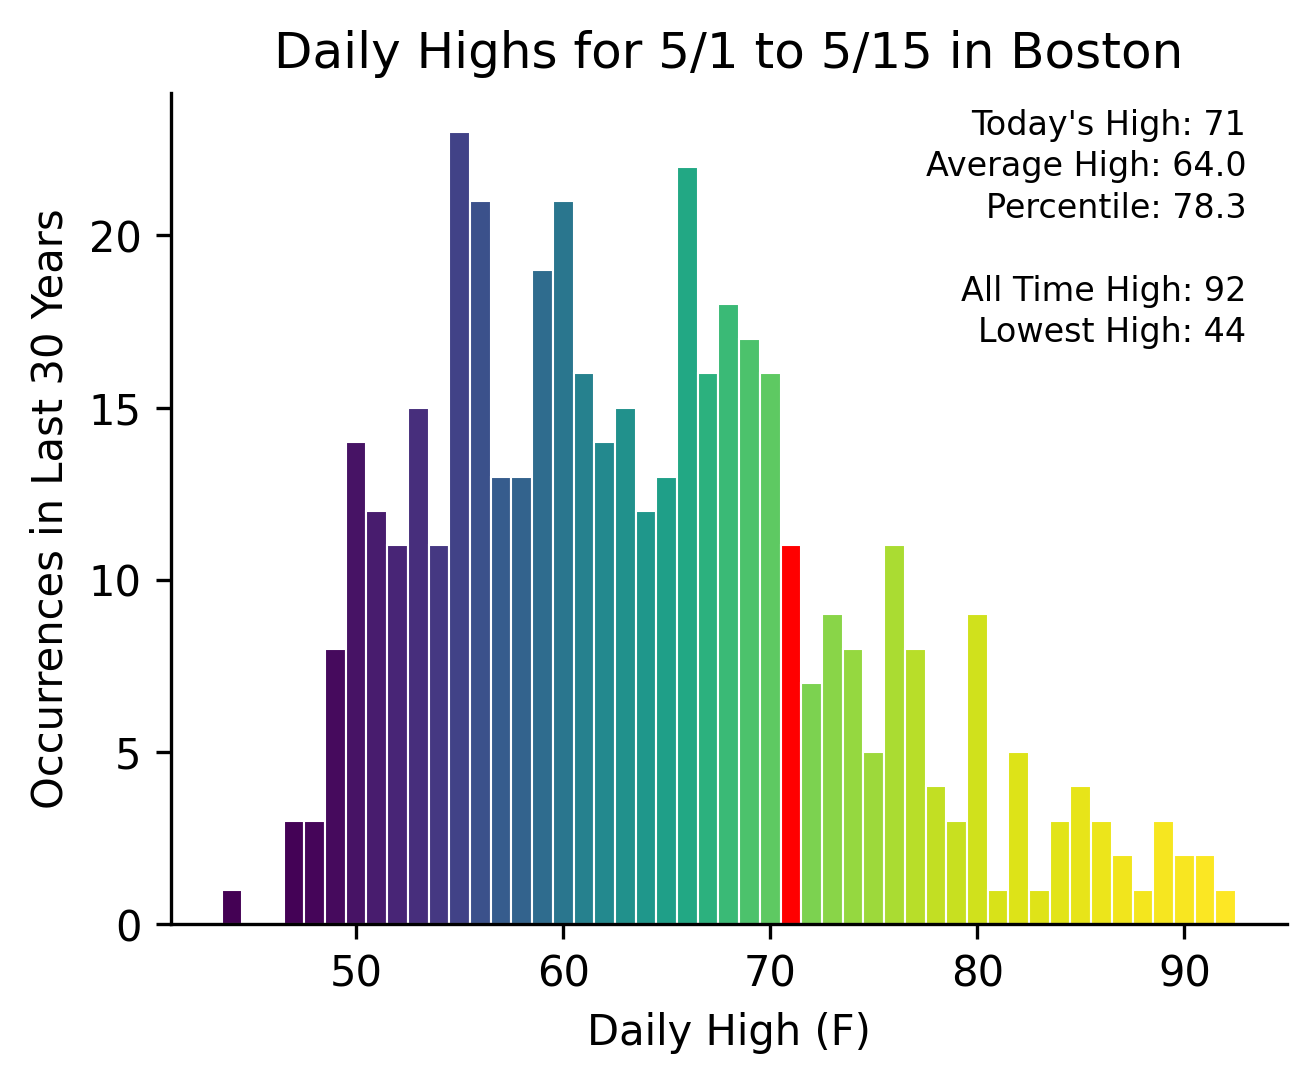 Daily Highs for 5/1 to 5/15 in Boston
Today's High: 71
Average High: 64.0
Percentile: 78.3
All Time High: 92
Lowest High: 44
Occurrences in Last 30 Years
20
15
10
5
0
50 60 70 80 90
Daily High (F)